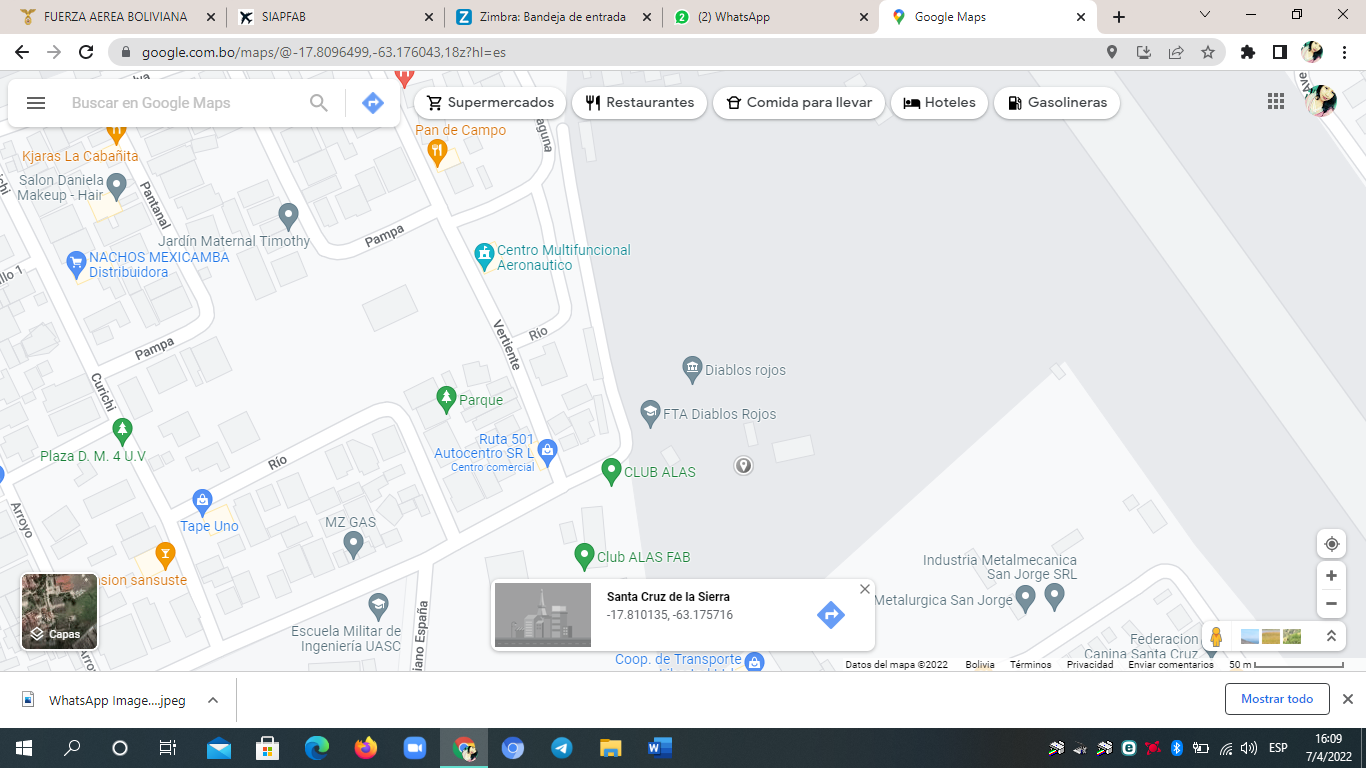 FUERZA AEREA BOLIVIANA
SIAPFAB
Zimbra: Bandeja de entrada
(2) WhatsApp
Google Maps
google.com.bo/maps/@-17.8096499,-63.176043,18z?hl=es
Buscar en Google Maps
Supermercados
Restaurantes
Comida para llevar
Hoteles
Gasolineras
Ave
Pan de Campo
aguna
Kjaras La Cabañita
Salon Daniela
Makeup - Hair
Curichi
Pantanal
Jardín Maternal Timothy
Pampa
NACHOS MEXICAMBA
Distribuidora
Centro Multifuncional
Aeronautico
Vertiente
Río
Pampa
Curichi
Diablos rojos
Parque
FTA Diablos Rojos
Plaza D. M. 4 U.V
Río
Ruta 501
Autocentro SR L
Centro comercial
CLUB ALAS
Arroyo
Tape Uno
MZ GAS
Club ALAS FAB
nsion sansuste
Industria Metalmecanica
San Jorge SRL
Metalurgica San Jorge
Santa Cruz de la Sierra
-17.810135, -63.175716
Capas
Escuela Militar de
Ingeniería UASC
iano España
Federacion
Canina Santa Cruz
Coop. de Transporte
Datos del mapa ©2022
Bolivia
Términos
Privacidad
Enviar comentarios
50 m
WhatsApp Image....jpeg
Mostrar todo
ESP
16:09
7/4/2022